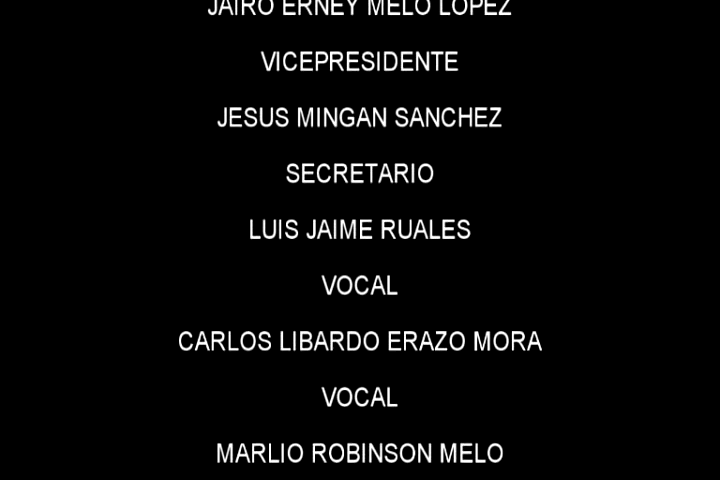 JAIRO ERNEY MELO LOPEZ
VICEPRESIDENTE
JESUS MINGAN SANCHEZ
SECRETARIO
LUIS JAIME RUALES
VOCAL
CARLOS LIBARDO ERAZO MORA
VOCAL
MARLIO ROBINSON MELO